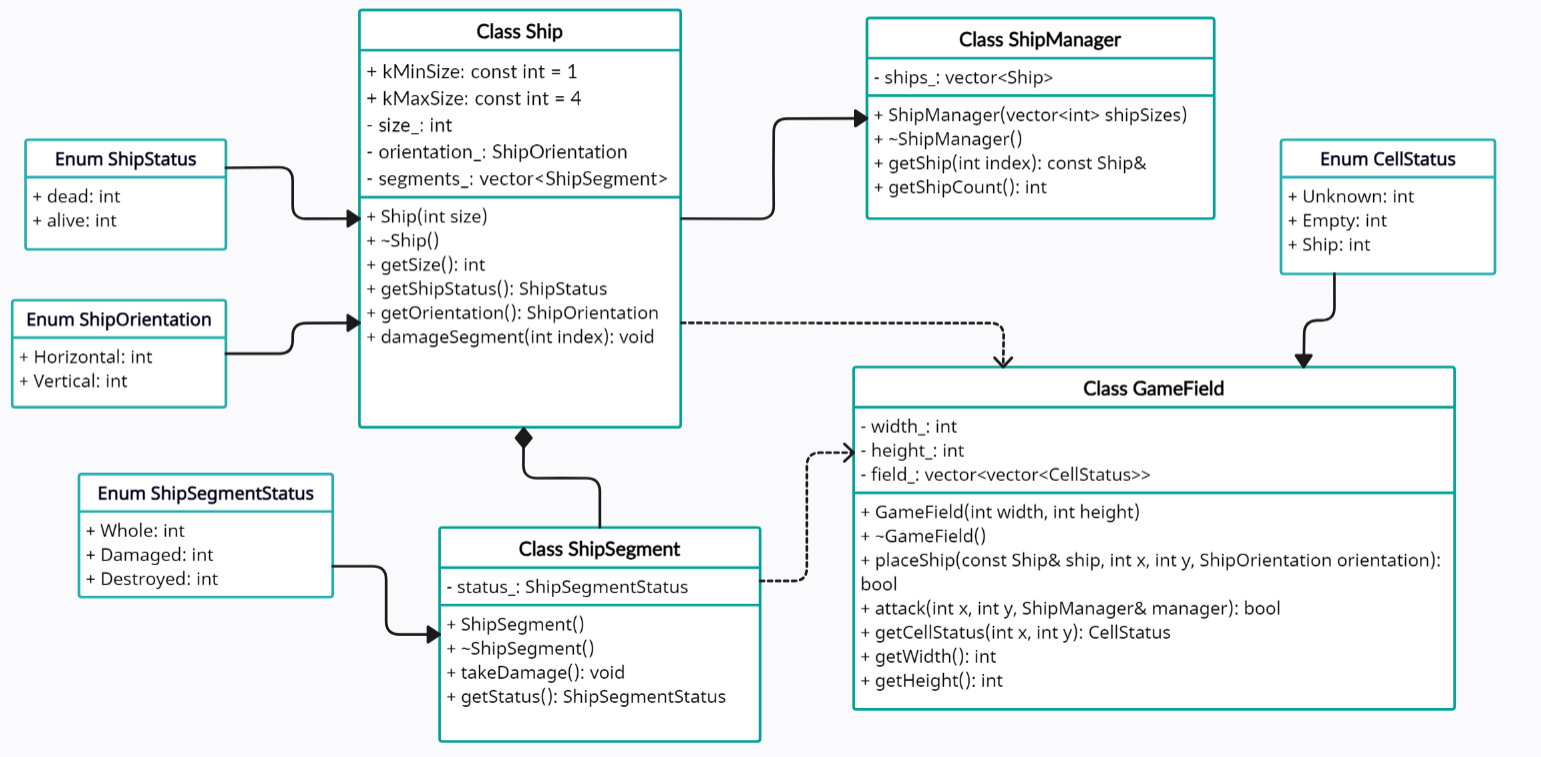 Class Ship
+ kMinSize: const int = 1
+ kMaxSize: const int = 4
- size_: int
- orientation_: ShipOrientation
- segments_: vector<ShipSegment>
+ Ship(int size)
+ ~Ship()
+ getSize(): int
+ getShipStatus(): ShipStatus
+ getOrientation(): ShipOrientation
+ damageSegment(int index): void
Class ShipManager
- ships_: vector<Ship>
+ ShipManager(vector<int> shipSizes)
+ ~ShipManager()
+ getShip(int index): const Ship&
+ getShipCount(): int
Enum ShipStatus
+ dead: int
+ alive: int
Enum CellStatus
+ Unknown: int
+ Empty: int
+ Ship: int
Enum ShipOrientation
+ Horizontal: int
+ Vertical: int
Class GameField
- width_: int
- height_: int
- field_: vector<vector<CellStatus>>
+ GameField(int width, int height)
+ ~GameField()
+ placeShip(const Ship& ship, int x, int y, ShipOrientation orientation):
bool
+ attack(int x, int y, ShipManager& manager): bool
+ getCellStatus(int x, int y): CellStatus
+ getWidth(): int
+ getHeight(): int
Enum ShipSegmentStatus
+ Whole: int
+ Damaged: int
+ Destroyed: int
Class ShipSegment
- status_: ShipSegmentStatus
+ ShipSegment()
+ ~ShipSegment()
+ takeDamage(): void
+ getStatus(): ShipSegmentStatus